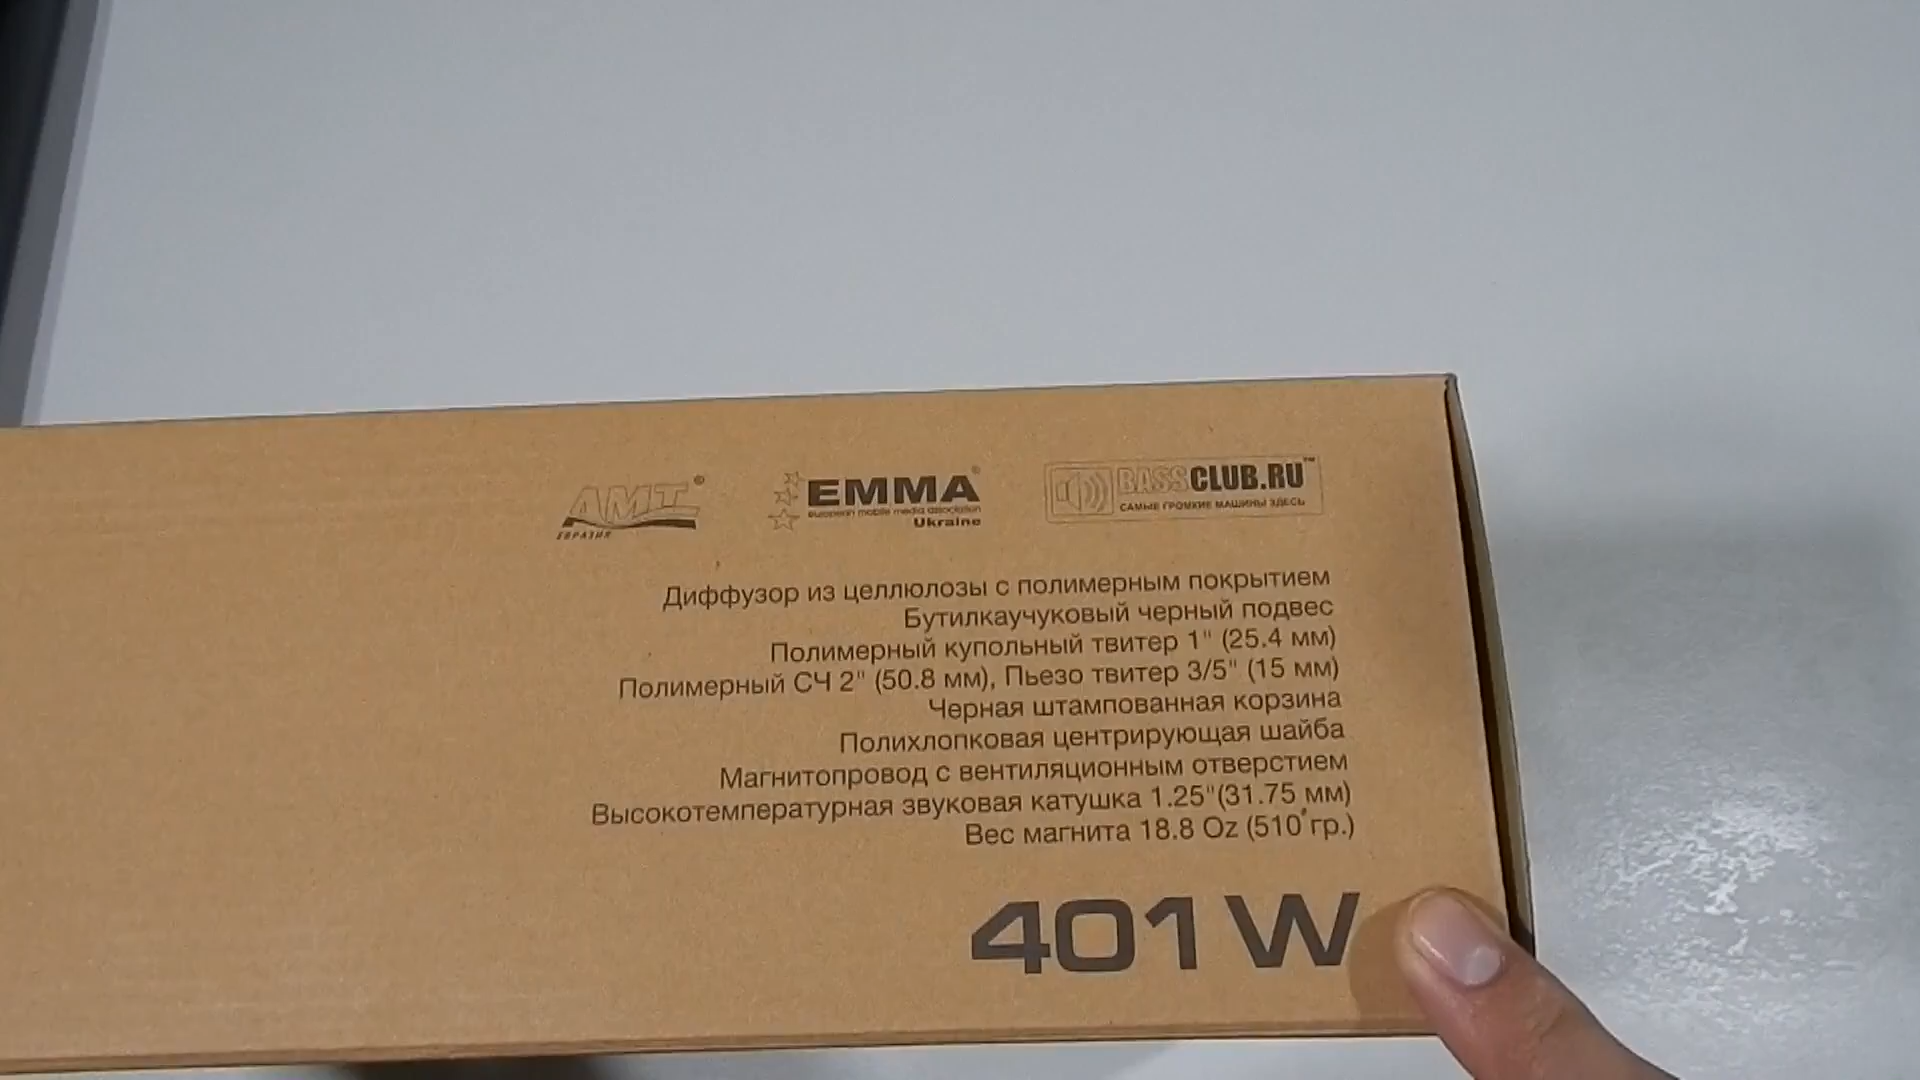 AMT®
ЕВРАЗИЯ
EMMA®
european mobile media association
Ukraine
BASSCLUB.RU™
САМЫЕ ГРОМКИЕ МАШИНЫ ЗДЕСЬ
Диффузор из целлюлозы с полимерным покрытием
Бутилкаучуковый черный подвес
Полимерный купольный твитер 1" (25.4 мм)
Полимерный СЧ 2" (50.8 мм), Пьезо твитер 3/5" (15 мм)
Черная штампованная корзина
Полихлопковая центрирующая шайба
Магнитопровод с вентиляционным отверстием
Высокотемпературная звуковая катушка 1.25"(31.75 мм)
Вес магнита 18.8 Oz (510 гр.)
401W